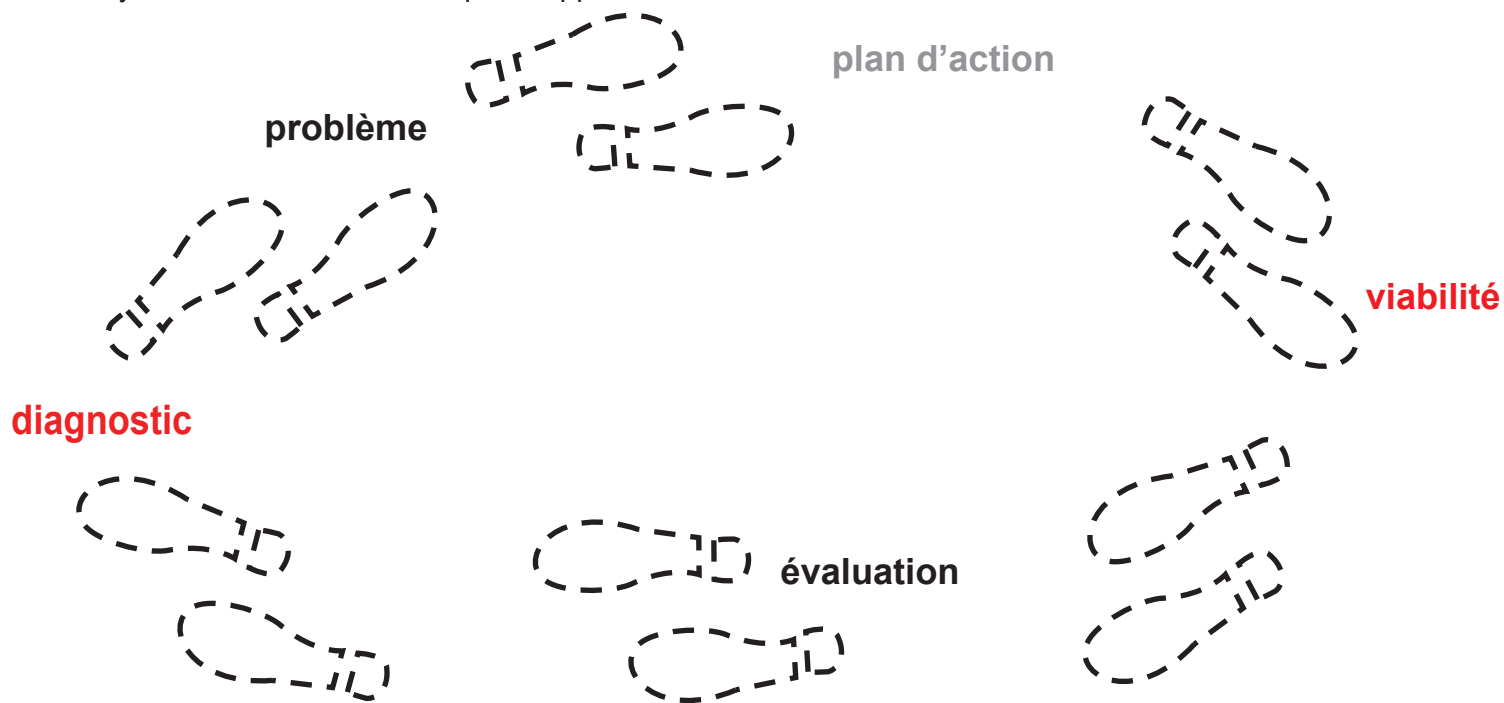 plan d’action
problème
viabilité
diagnostic
évaluation